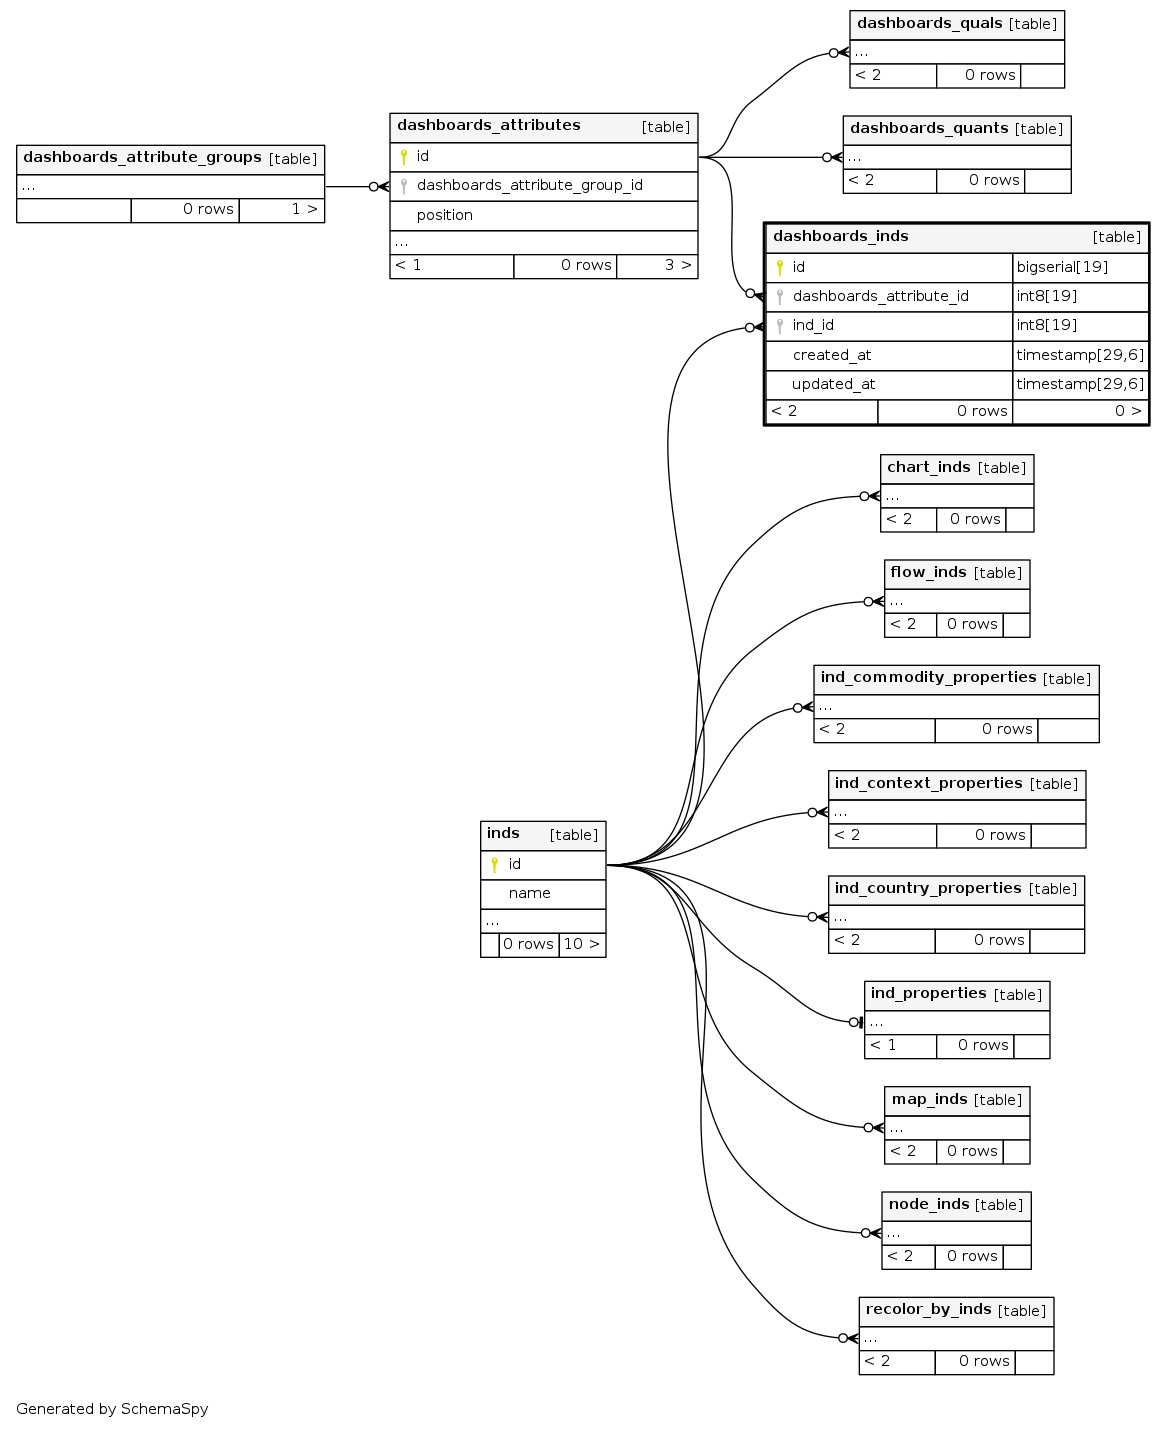 dashboards_quals [table]
...
< 2 0 rows
dashboards_quants [table]
...
< 2 0 rows
dashboards_attributes [table]
id
dashboards_attribute_group_id
position
...
< 1 0 rows 3 >
dashboards_attribute_groups [table]
...
0 rows 1 >
dashboards_inds [table]
id bigserial[19]
dashboards_attribute_id int8[19]
ind_id int8[19]
created_at timestamp[29,6]
updated_at timestamp[29,6]
< 2 0 rows 0 >
chart_inds [table]
...
< 2 0 rows
flow_inds [table]
...
< 2 0 rows
ind_commodity_properties [table]
...
< 2 0 rows
ind_context_properties [table]
...
< 2 0 rows
inds [table]
id
name
...
0 rows 10 >
ind_country_properties [table]
...
< 2 0 rows
ind_properties [table]
...
< 1 0 rows
map_inds [table]
...
< 2 0 rows
node_inds [table]
...
< 2 0 rows
recolor_by_inds [table]
...
< 2 0 rows
Generated by SchemaSpy